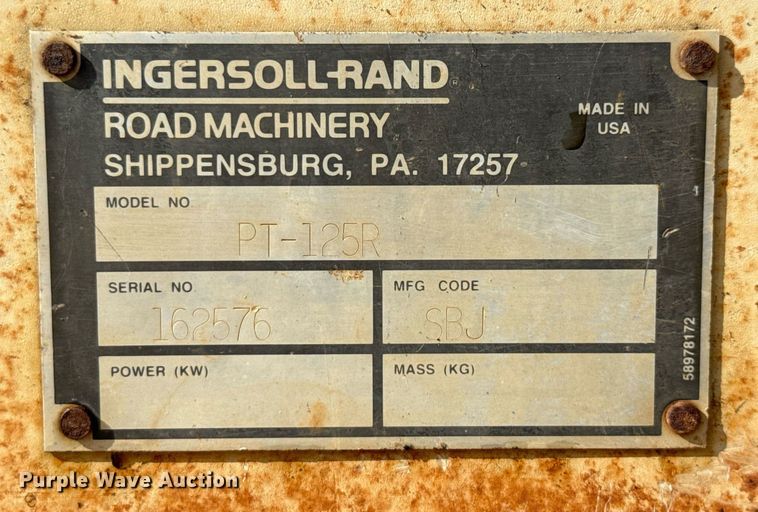 INGERSOLL-RAND®
ROAD MACHINERY
SHIPPENSBURG, PA. 17257
MADE IN
USA
MODEL NO
PT-125R
SERIAL NO
162576
MFG CODE
SBJ
POWER (KW)
MASS (KG)
58978172
Purple Wave Auction